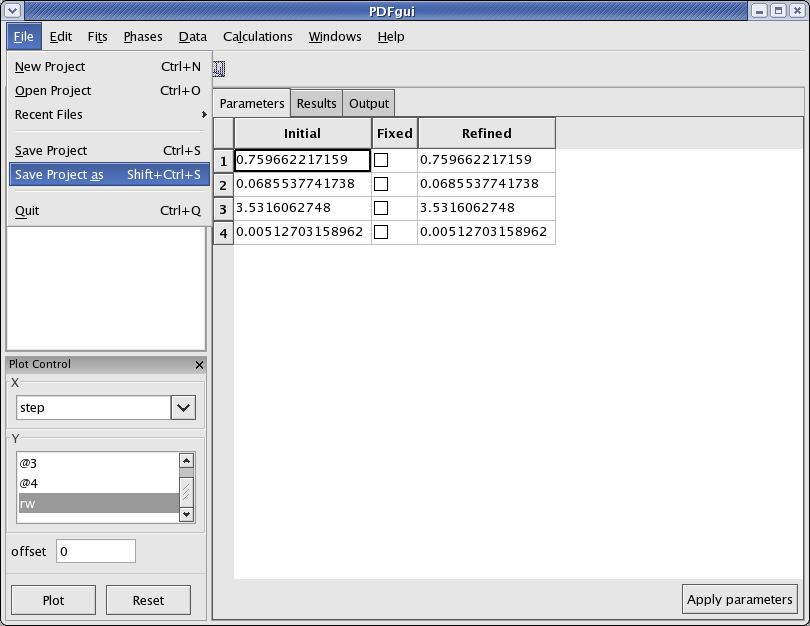 PDFgui
File Edit Fits Phases Data Calculations Windows Help
New Project Ctrl+N
Open Project Ctrl+O
Recent Files
Save Project Ctrl+S
Save Project as Shift+Ctrl+S
Quit Ctrl+Q
Parameters Results Output
Initial Fixed Refined
1 0.759662217159 0.759662217159
2 0.0685537741738 0.0685537741738
3 3.5316062748 3.5316062748
4 0.00512703158962 0.00512703158962
Plot Control
X
step
Y
@3
@4
rw
offset 0
Plot Reset
Apply parameters